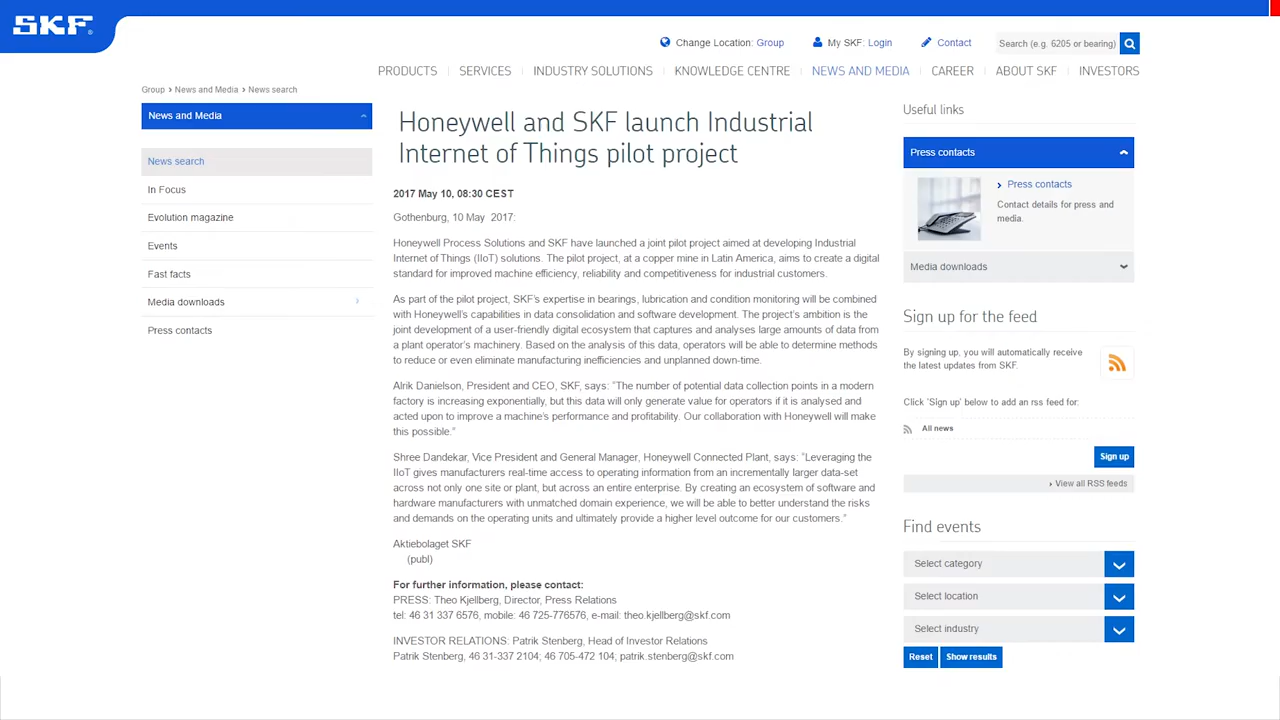 SKF®
Change Location: Group
My SKF: Login
Contact
Search (e.g. 6205 or bearing)
PRODUCTS
SERVICES
INDUSTRY SOLUTIONS
KNOWLEDGE CENTRE
NEWS AND MEDIA
CAREER
ABOUT SKF
INVESTORS
Group > News and Media > News search
News and Media
News search
In Focus
Evolution magazine
Events
Fast facts
Media downloads
Press contacts
Honeywell and SKF launch Industrial
Internet of Things pilot project
2017 May 10, 08:30 CEST
Gothenburg, 10 May 2017:
Honeywell Process Solutions and SKF have launched a joint pilot project aimed at developing Industrial
Internet of Things (IIoT) solutions. The pilot project, at a copper mine in Latin America, aims to create a digital
standard for improved machine efficiency, reliability and competitiveness for industrial customers.
As part of the pilot project, SKF's expertise in bearings, lubrication and condition monitoring will be combined
with Honeywell's capabilities in data consolidation and software development. The project's ambition is the
joint development of a user-friendly digital ecosystem that captures and analyses large amounts of data from
a plant operator's machinery. Based on the analysis of this data, operators will be able to determine methods
to reduce or even eliminate manufacturing inefficiencies and unplanned down-time.
Alrik Danielson, President and CEO, SKF, says: "The number of potential data collection points in a modern
factory is increasing exponentially, but this data will only generate value for operators if it is analysed and
acted upon to improve a machine's performance and profitability. Our collaboration with Honeywell will make
this possible."
Shree Dandekar, Vice President and General Manager, Honeywell Connected Plant, says: "Leveraging the
IIoT gives manufacturers real-time access to operating information from an incrementally larger data-set
across not only one site or plant, but across an entire enterprise. By creating an ecosystem of software and
hardware manufacturers with unmatched domain experience, we will be able to better understand the risks
and demands on the operating units and ultimately provide a higher level outcome for our customers."
Aktiebolaget SKF
(publ)
For further information, please contact:
PRESS: Theo Kjellberg, Director, Press Relations
tel: 46 31 337 6576, mobile: 46 725-776576, e-mail: theo.kjellberg@skf.com
INVESTOR RELATIONS: Patrik Stenberg, Head of Investor Relations
Patrik Stenberg, 46 31-337 2104; 46 705-472 104; patrik.stenberg@skf.com
Useful links
Press contacts
Press contacts
Contact details for press and
media.
Media downloads
Sign up for the feed
By signing up, you will automatically receive
the latest updates from SKF.
Click 'Sign up' below to add an rss feed for:
All news
Sign up
View all RSS feeds
Find events
Select category
Select location
Select industry
Reset
Show results